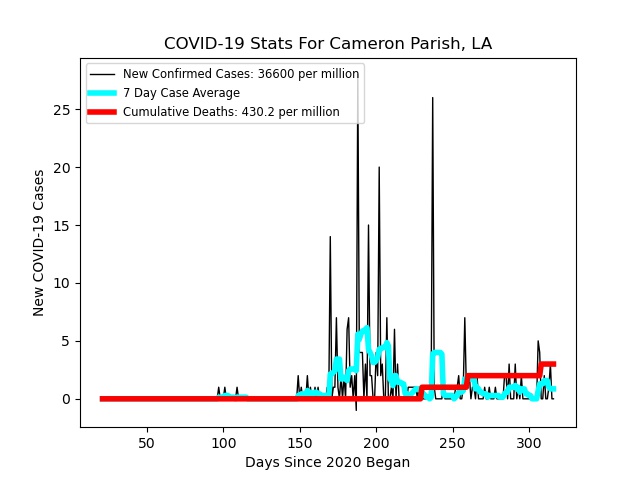 COVID-19 Stats For Cameron Parish, LA
New Confirmed Cases: 36600 per million
7 Day Case Average
Cumulative Deaths: 430.2 per million
New COVID-19 Cases
25
20
15
10
5
0
50 100 150 200 250 300
Days Since 2020 Began